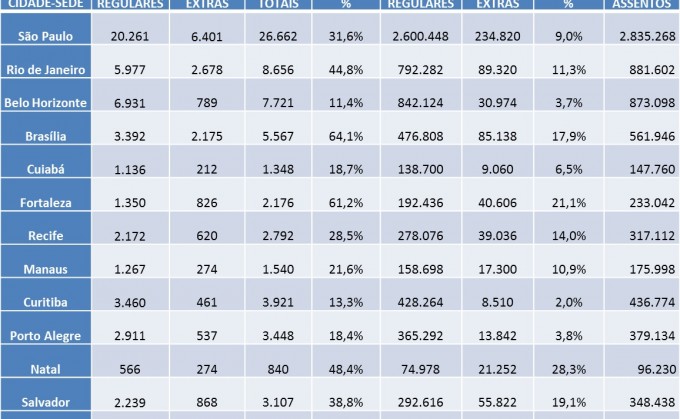 CIDADE-SEDE REGULARES EXTRAS TOTAIS % REGULARES EXTRAS % ASSENTOS
São Paulo 20.261 6.401 26.662 31,6% 2.600.448 234.820 9,0% 2.835.268
Rio de Janeiro 5.977 2.678 8.656 44,8% 792.282 89.320 11,3% 881.602
Belo Horizonte 6.931 789 7.721 11,4% 842.124 30.974 3,7% 873.098
Brasília 3.392 2.175 5.567 64,1% 476.808 85.138 17,9% 561.946
Cuiabá 1.136 212 1.348 18,7% 138.700 9.060 6,5% 147.760
Fortaleza 1.350 826 2.176 61,2% 192.436 40.606 21,1% 233.042
Recife 2.172 620 2.792 28,5% 278.076 39.036 14,0% 317.112
Manaus 1.267 274 1.540 21,6% 158.698 17.300 10,9% 175.998
Curitiba 3.460 461 3.921 13,3% 428.264 8.510 2,0% 436.774
Porto Alegre 2.911 537 3.448 18,4% 365.292 13.842 3,8% 379.134
Natal 566 274 840 48,4% 74.978 21.252 28,3% 96.230
Salvador 2.239 868 3.107 38,8% 292.616 55.822 19,1% 348.438